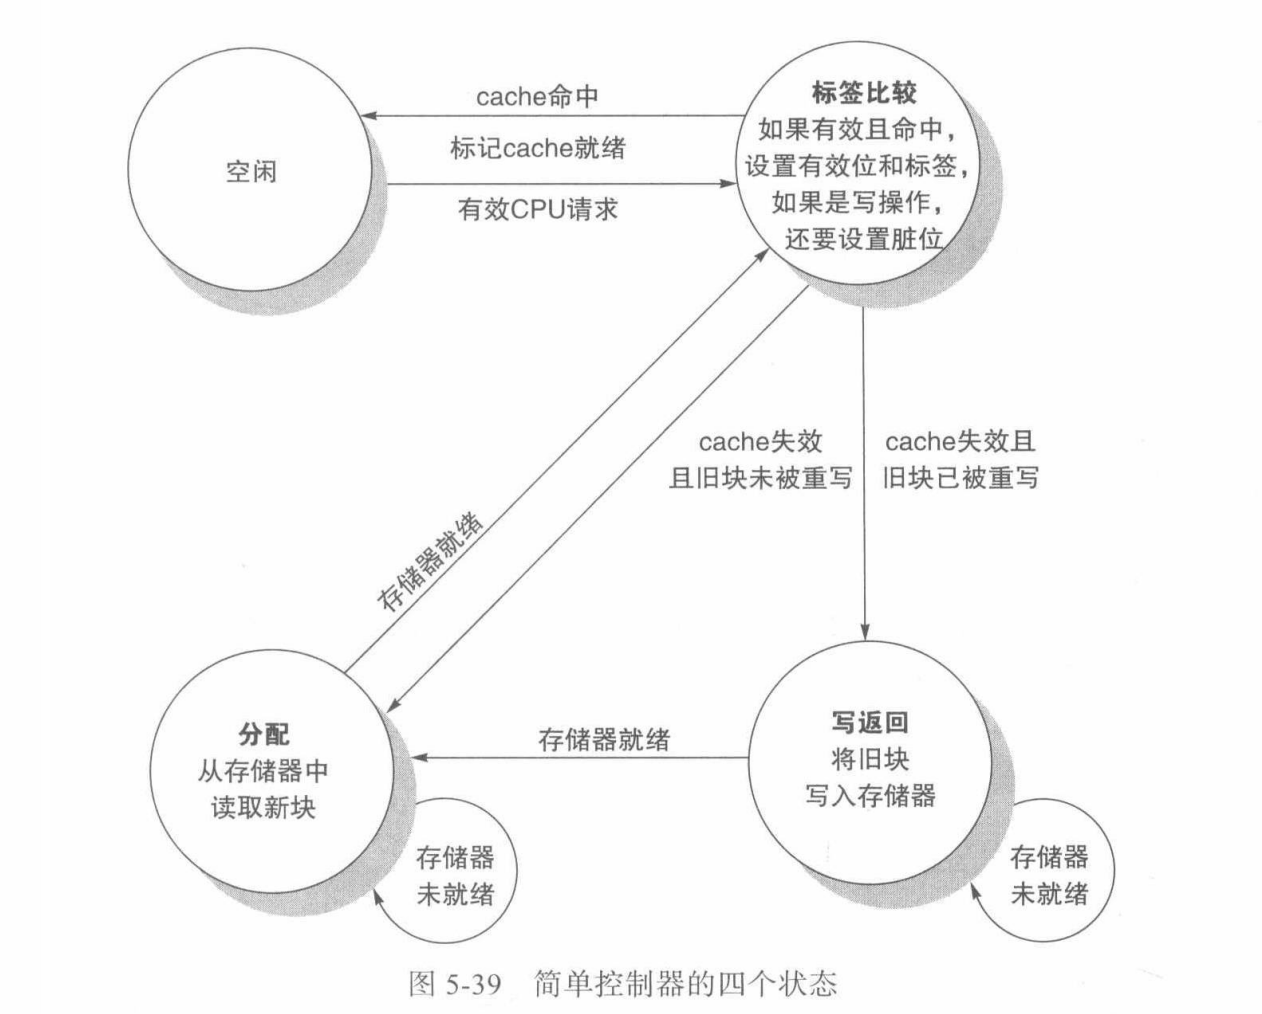 空闲
cache命中
标记cache就绪
有效CPU请求
标签比较
如果有效且命中，
设置有效位和标签，
如果是写操作，
还要设置脏位
cache失效
且旧块未被重写
cache失效且
旧块已被重写
存储器就绪
分配
从存储器中
读取新块
存储器就绪
写返回
将旧块
写入存储器
存储器
未就绪
存储器
未就绪
图 5-39 简单控制器的四个状态